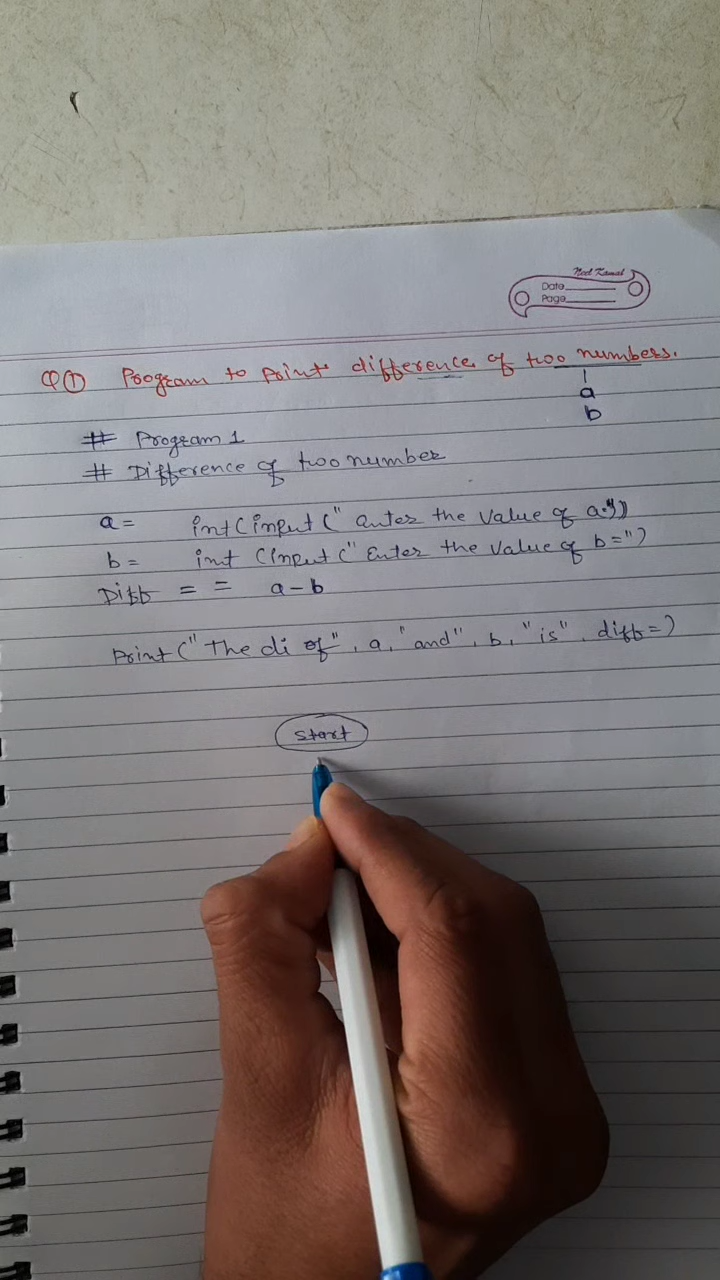 Neel Kamal
Date
Page
Q① Program to print difference of two numbers.
a
b
# Program 1
# Difference of two number
a = int(input(" anter the value of a="))
b = int (input(" Enter the value of b=")
Diff = = a-b
Print ("The di of", a, "and", b, "is", diff=)
Start